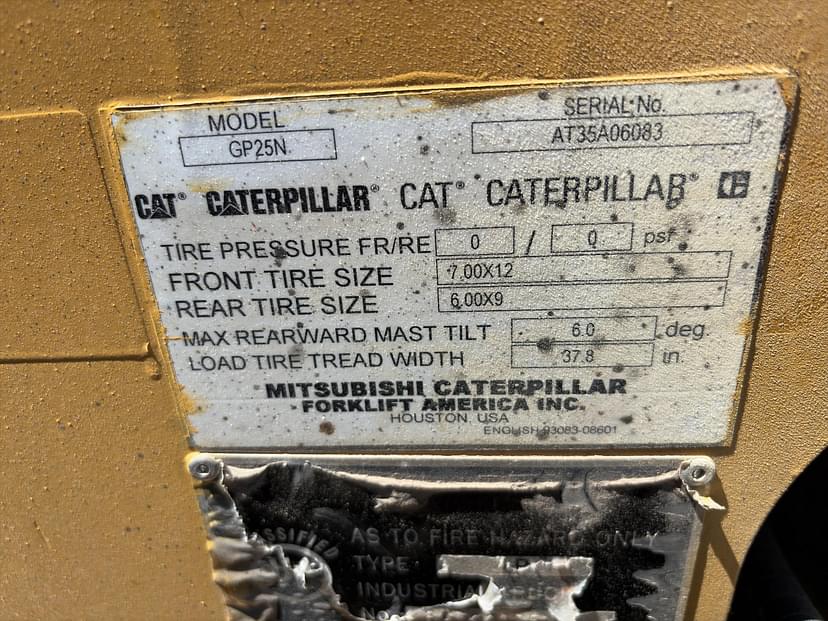 MODEL
SERIAL No.
GP25N
AT35A06083
CAT® CATERPILLAR® CAT® CATERPILLAR®
TIRE PRESSURE FR/RE 0 / 0 psi
FRONT TIRE SIZE 7.00X12
REAR TIRE SIZE 6.00X9
MAX REARWARD MAST TILT 6.0 deg.
LOAD TIRE TREAD WIDTH 37.8 in.
MITSUBISHI CATERPILLAR
FORKLIFT AMERICA INC.
HOUSTON, USA
ENGLISH 93083-08601
AS TO FIRE HAZARD ONLY
TYPE
INDUSTRIAL
No.